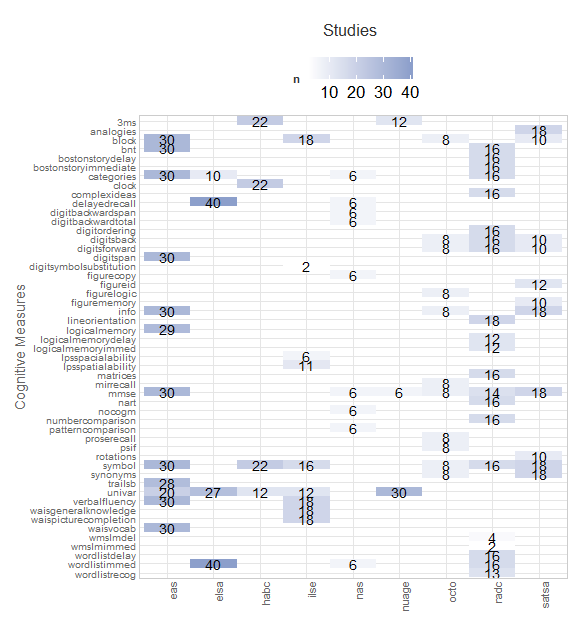 Studies
n
10 20 30 40
Cognitive Measures
3ms 22 12
analogies 18
block 30 18 8 10
bnt 30 16
bostonstorydelay 16
bostonstoryimmediate 16
categories 30 10 6 16
clock 22
complexideas 16
delayedrecall 40 6
digitbackwardspan 6
digitbackwardtotal 6
digitordering 16
digitsback 8 16 10
digitsforward 8 16 10
digitspan 30
digitsymbolsubstitution 2
figurecopy 6
figureid 12
figurelogic 8
figurememory 10
info 30 8 18
lineorientation 18
logicalmemory 29
logicalmemorydelay 12
logicalmemoryimmed 12
lpsspacialability 6
lpsspatialability 11
matrices 16
mirrecall 8
mmse 30 6 6 8 14 18
nart 16
nocogm 6
numbercomparison 16
patterncomparison 6
proserecall 8
psif 8
rotations 10
symbol 30 22 16 8 16 18
synonyms 8 18
trailsb 28
univar 20 27 12 12 30
verbalfluency 30 18
waisgeneralknowledge 18
waispicturecompletion 18
waisvocab 30
wmslmdel 4
wmslmimmed 2
wordlistdelay 16
wordlistimmed 40 6 16
wordlistrecog 13
eas elsa habc ilse nas nuage octo radc satsa